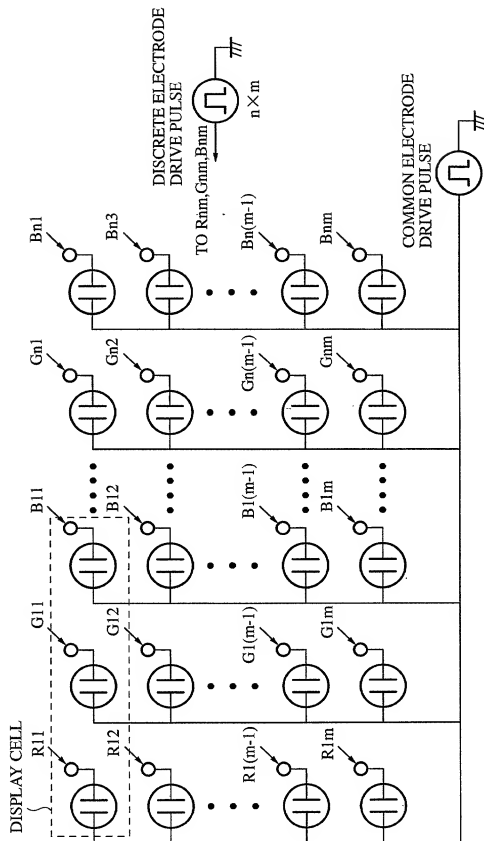 DISCRETE ELECTRODE
DRIVE PULSE
n×m
TO Rnm,Gnm,Bnm
COMMON ELECTRODE
DRIVE PULSE
Bn1
Bn3
Bn(m-1)
Bnm
Gn1
Gn2
Gn(m-1)
Gnm
B11
B12
B1(m-1)
B1m
G11
G12
G1(m-1)
G1m
R11
R12
R1(m-1)
R1m
DISPLAY CELL